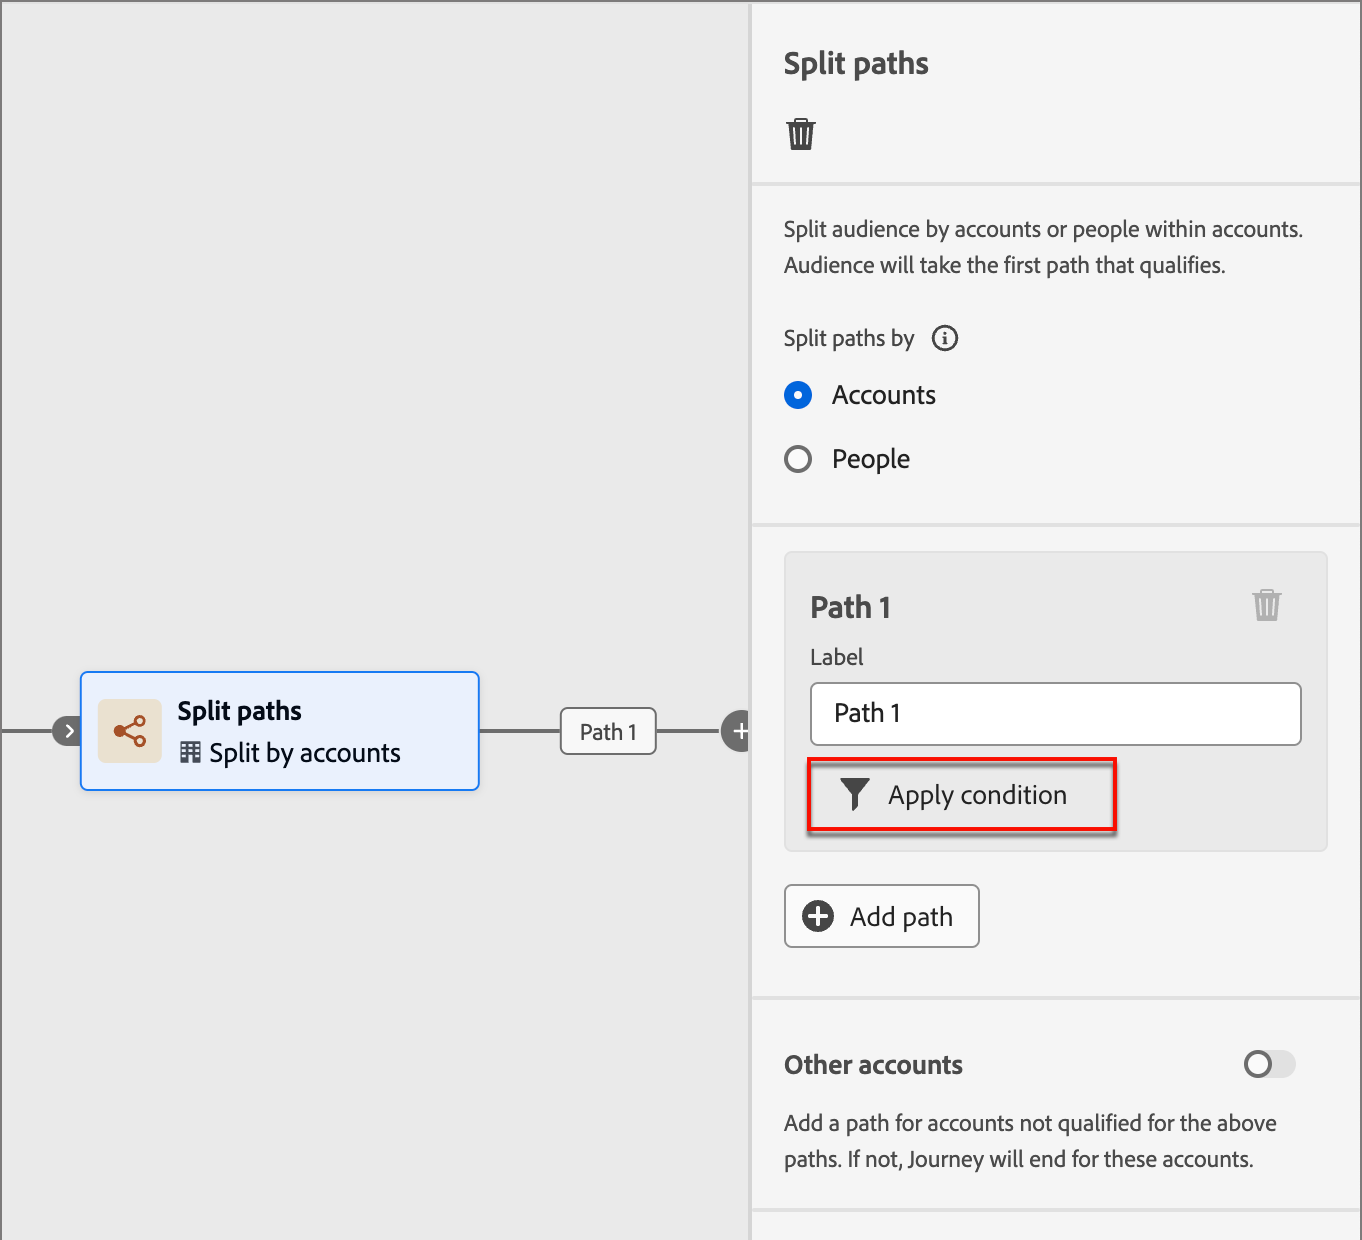 Split paths
Split audience by accounts or people within accounts.
Audience will take the first path that qualifies.
Split paths by
Accounts
People
Path 1
Label
Path 1
Apply condition
Add path
Other accounts
Add a path for accounts not qualified for the above
paths. If not, Journey will end for these accounts.
Split paths
Split by accounts
Path 1